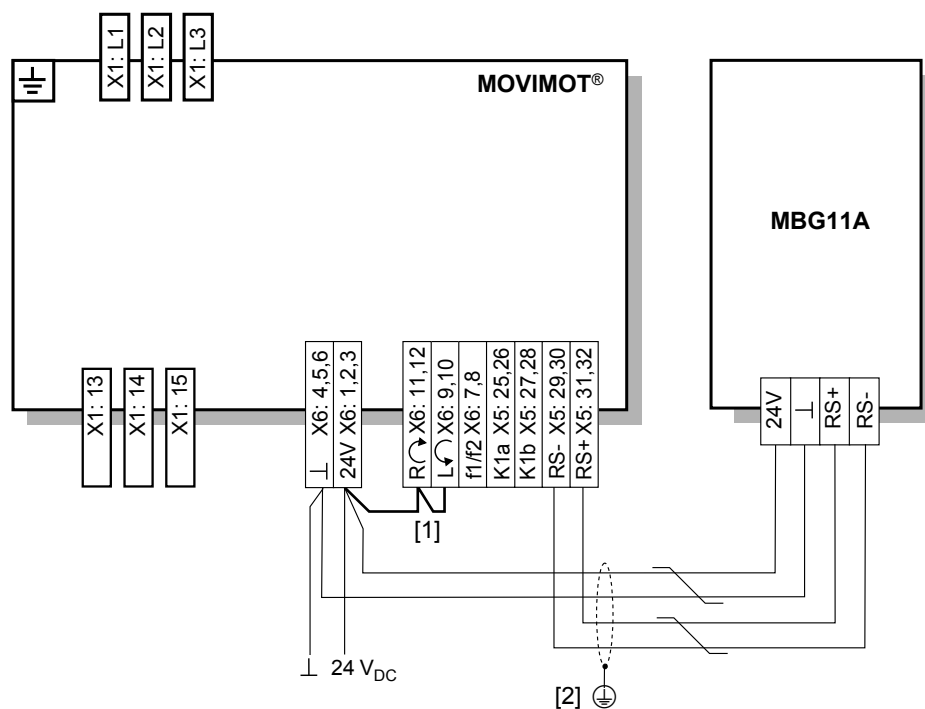 X1: L1
X1: L2
X1: L3
MOVIMOT®
MBG11A
X1: 13
X1: 14
X1: 15
⊥ X6: 4,5,6
24V X6: 1,2,3
R X6: 11,12
L X6: 9,10
f1/f2 X6: 7,8
K1a X5: 25,26
K1b X5: 27,28
RS- X5: 29,30
RS+ X5: 31,32
24V
⊥
RS+
RS-
[1]
⊥ 24 VDC
[2]